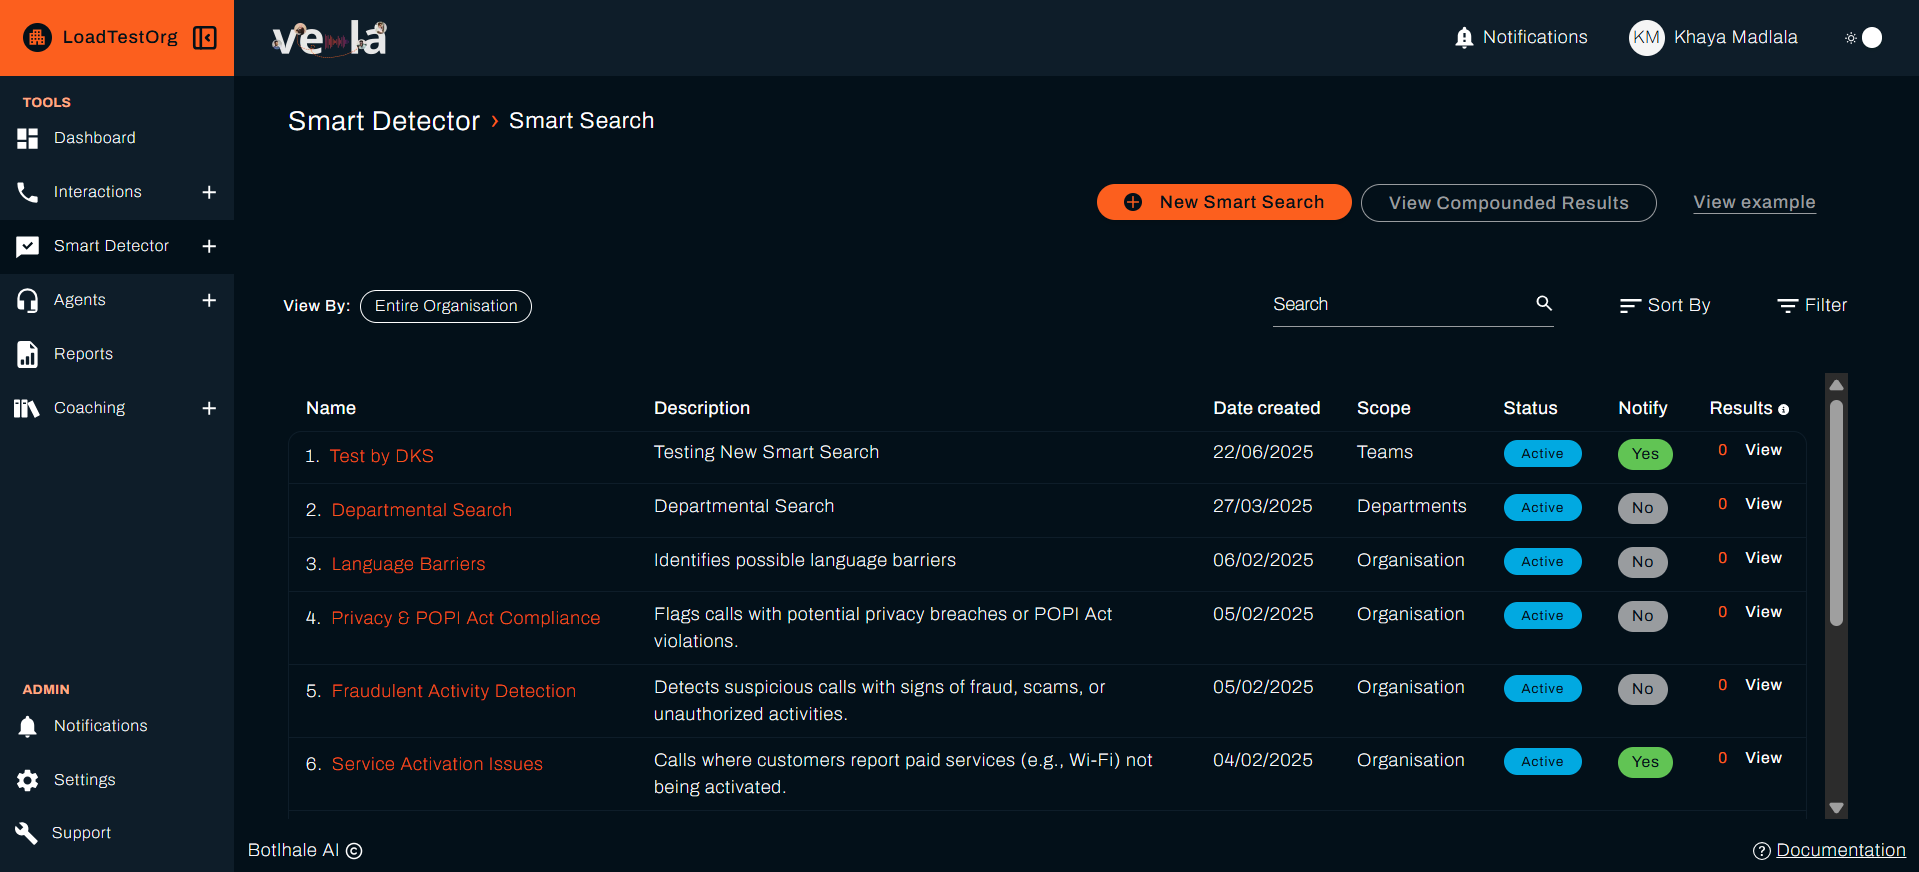 LoadTestOrg
vela
Notifications
KM Khaya Madlala
TOOLS
Dashboard
Interactions
Smart Detector
Agents
Reports
Coaching
ADMIN
Notifications
Settings
Support
Smart Detector › Smart Search
New Smart Search
View Compounded Results
View example
View By: Entire Organisation
Search
Sort By
Filter
Name Description Date created Scope Status Notify Results
1. Test by DKS Testing New Smart Search 22/06/2025 Teams Active Yes 0 View
2. Departmental Search Departmental Search 27/03/2025 Departments Active No 0 View
3. Language Barriers Identifies possible language barriers 06/02/2025 Organisation Active No 0 View
4. Privacy & POPI Act Compliance Flags calls with potential privacy breaches or POPI Act 05/02/2025 Organisation Active No 0 View
violations.
5. Fraudulent Activity Detection Detects suspicious calls with signs of fraud, scams, or 05/02/2025 Organisation Active No 0 View
unauthorized activities.
6. Service Activation Issues Calls where customers report paid services (e.g., Wi-Fi) not 04/02/2025 Organisation Active Yes 0 View
being activated.
Botlhale AI ©
Documentation